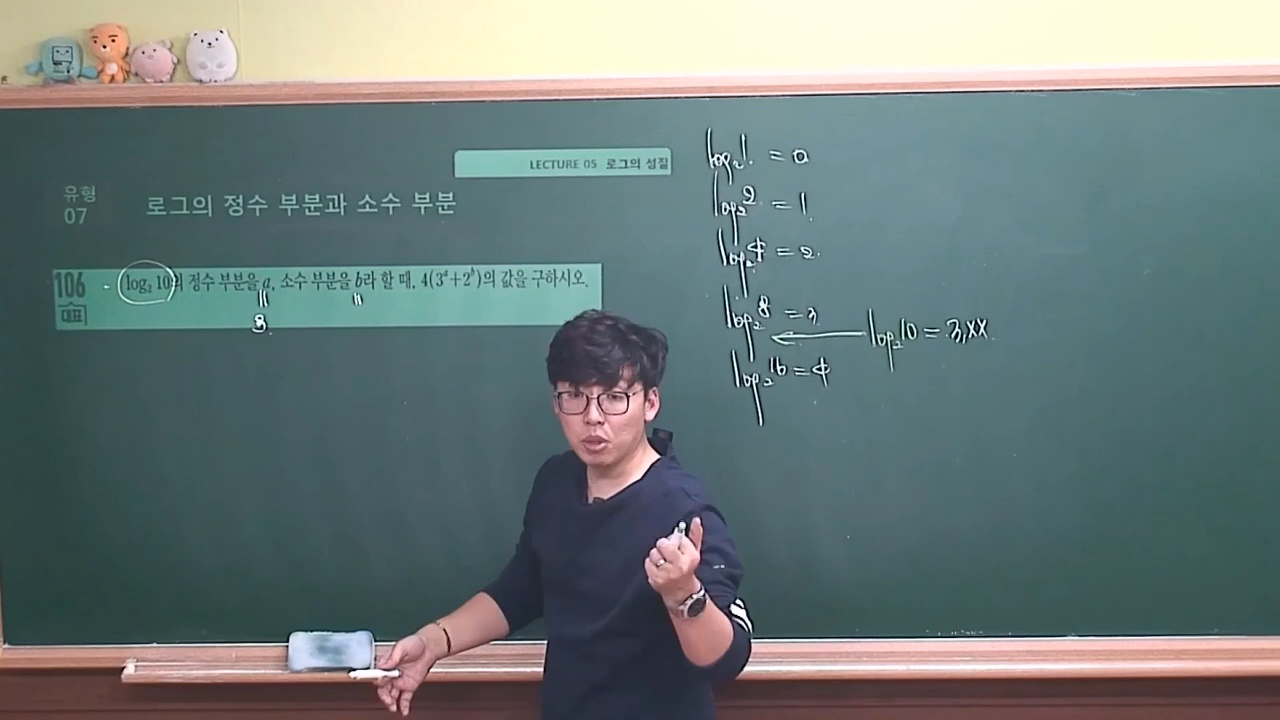 LECTURE 05 로그의 성질
유형
07
로그의 정수 부분과 소수 부분
106
대표
log₂ 10의 정수 부분을 a, 소수 부분을 b라 할 때, 4(3ᵃ+2ᵇ)의 값을 구하시오.
3
log₂1 = 0
log₂2 = 1
log₂4 = 2
log₂8 = 3
log₂10 = 3.xx
log₂16 = 4